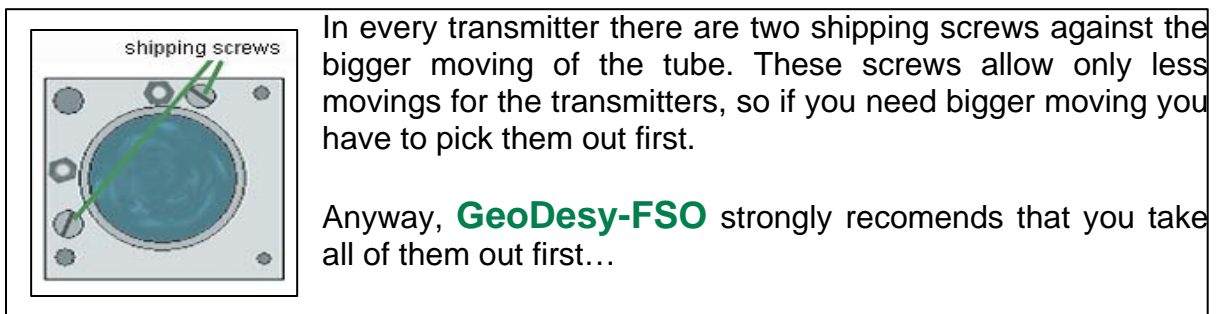 shipping screws
In every transmitter there are two shipping screws against the
bigger moving of the tube. These screws allow only less
movings for the transmitters, so if you need bigger moving you
have to pick them out first.
Anyway, GeoDesy-FSO strongly recomends that you take
all of them out first…